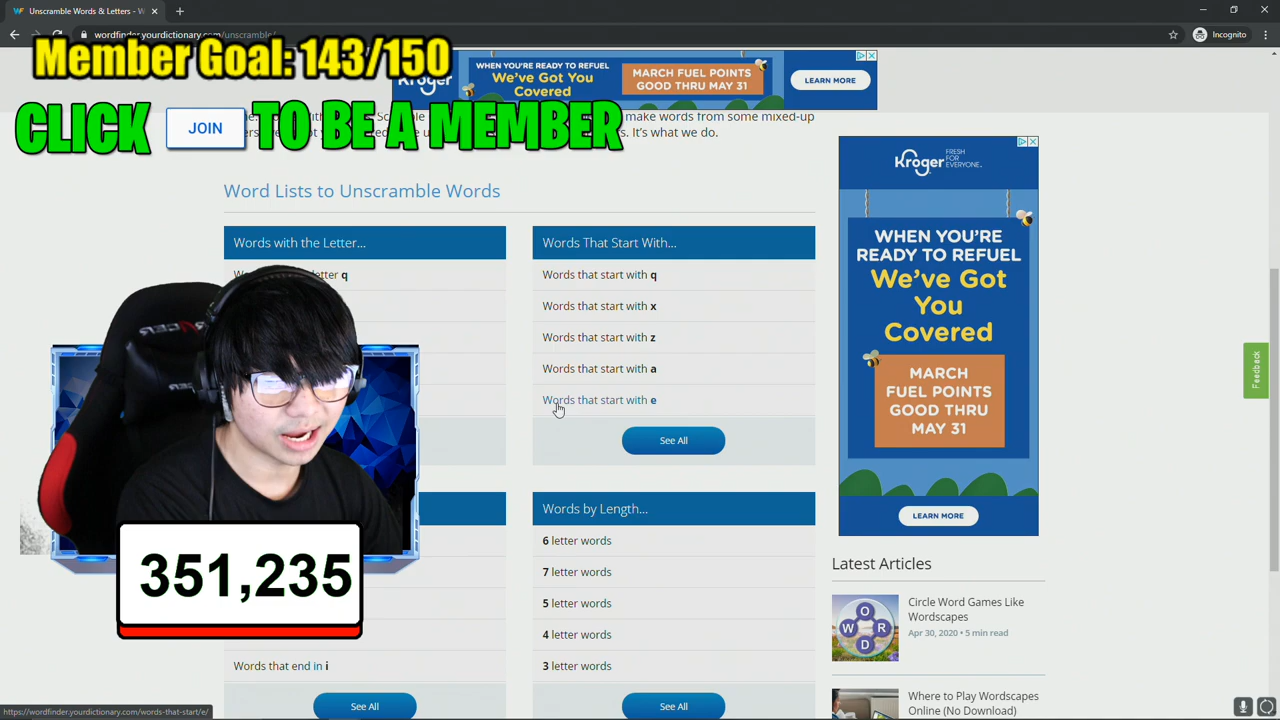 Unscramble Words & Letters - W
wordfinder.yourdictionary.com/unscramble/
Incognito
Member Goal: 143/150
WHEN YOU'RE
READY TO REFUEL
We've Got You
Covered
MARCH
FUEL POINTS
GOOD THRU
MAY 31
LEARN MORE
CLICK JOIN TO BE A MEMBER
make words from some mixed-up
It's what we do.
Word Lists to Unscramble Words
Words with the Letter...
letter q
Words That Start With...
Words that start with q
Words that start with x
Words that start with z
Words that start with a
Words that start with e
See All
Words by Length...
6 letter words
7 letter words
5 letter words
4 letter words
3 letter words
See All
Words that end in i
See All
351,235
Kroger
FRESH
FOR EVERYONE.
WHEN YOU'RE
READY TO REFUEL
We've Got
You
Covered
MARCH
FUEL POINTS
GOOD THRU
MAY 31
LEARN MORE
Feedback
Latest Articles
WORD
Circle Word Games Like
Wordscapes
Apr 30, 2020 • 5 min read
Where to Play Wordscapes
Online (No Download)
https://wordfinder.yourdictionary.com/words-that-start/e/